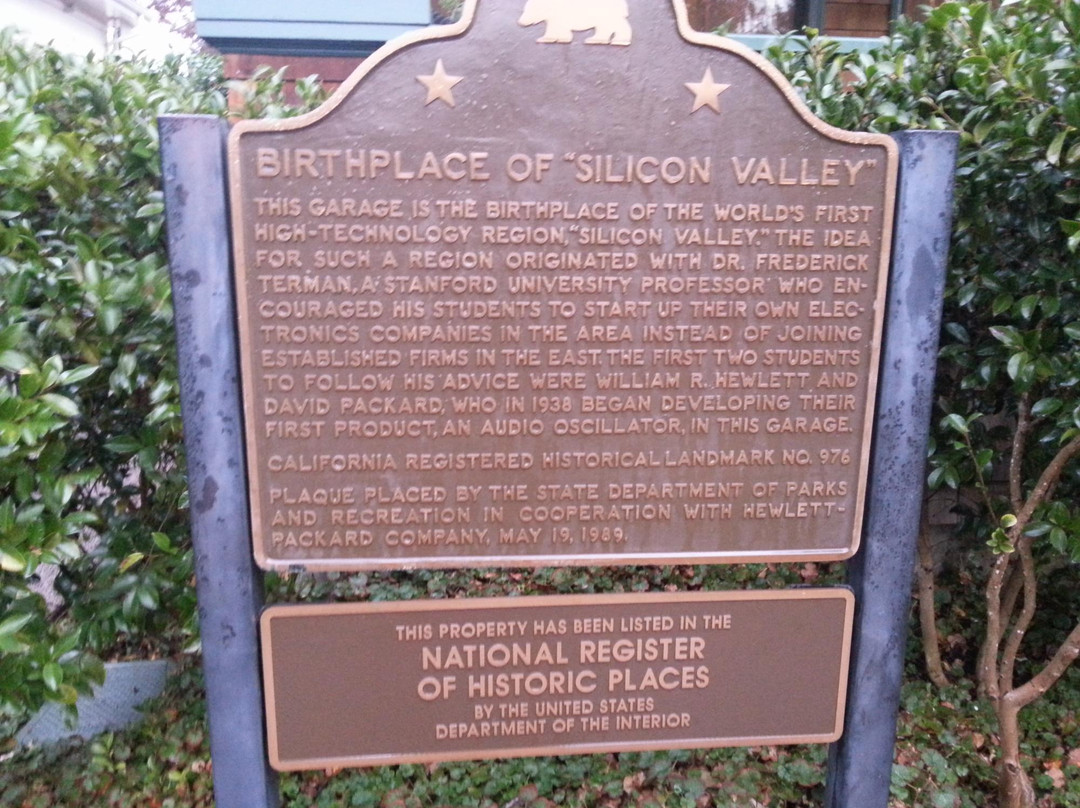 BIRTHPLACE OF "SILICON VALLEY"
THIS GARAGE IS THE BIRTHPLACE OF THE WORLD'S FIRST
HIGH-TECHNOLOGY REGION, "SILICON VALLEY." THE IDEA
FOR SUCH A REGION ORIGINATED WITH DR. FREDERICK
TERMAN, A STANFORD UNIVERSITY PROFESSOR WHO EN-
COURAGED HIS STUDENTS TO START UP THEIR OWN ELEC-
TRONICS COMPANIES IN THE AREA INSTEAD OF JOINING
ESTABLISHED FIRMS IN THE EAST. THE FIRST TWO STUDENTS
TO FOLLOW HIS ADVICE WERE WILLIAM R. HEWLETT AND
DAVID PACKARD, WHO IN 1938 BEGAN DEVELOPING THEIR
FIRST PRODUCT, AN AUDIO OSCILLATOR, IN THIS GARAGE.
CALIFORNIA REGISTERED HISTORICAL LANDMARK NO. 976
PLAQUE PLACED BY THE STATE DEPARTMENT OF PARKS
AND RECREATION IN COOPERATION WITH HEWLETT-
PACKARD COMPANY, MAY 19, 1989.
THIS PROPERTY HAS BEEN LISTED IN THE
NATIONAL REGISTER
OF HISTORIC PLACES
BY THE UNITED STATES
DEPARTMENT OF THE INTERIOR